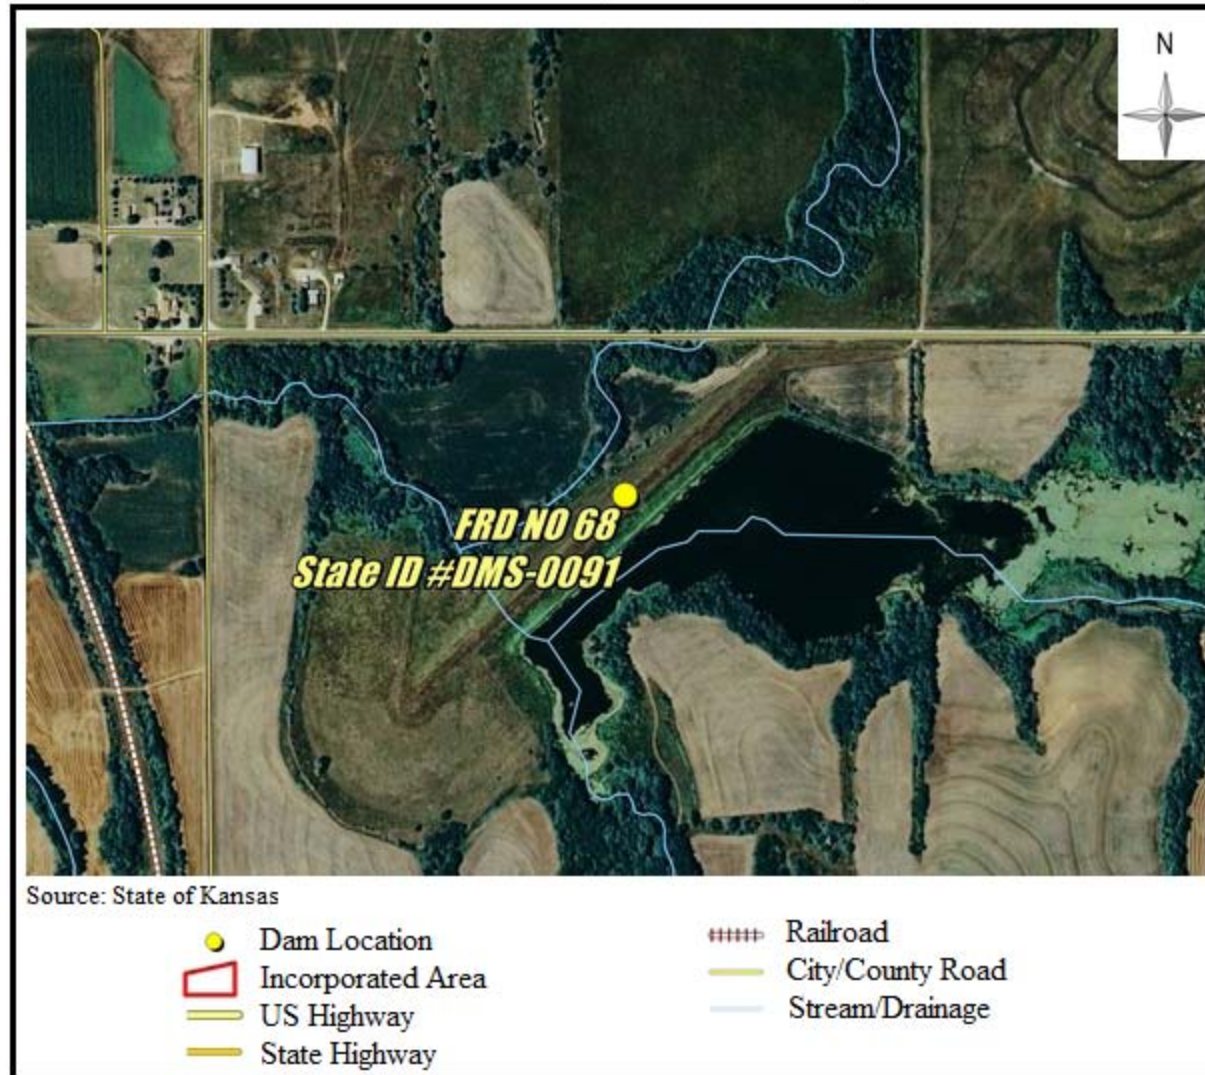 N
FRD NO 68
State ID #DMS-0091
Source: State of Kansas
Dam Location
Incorporated Area
US Highway
State Highway
Railroad
City/County Road
Stream/Drainage